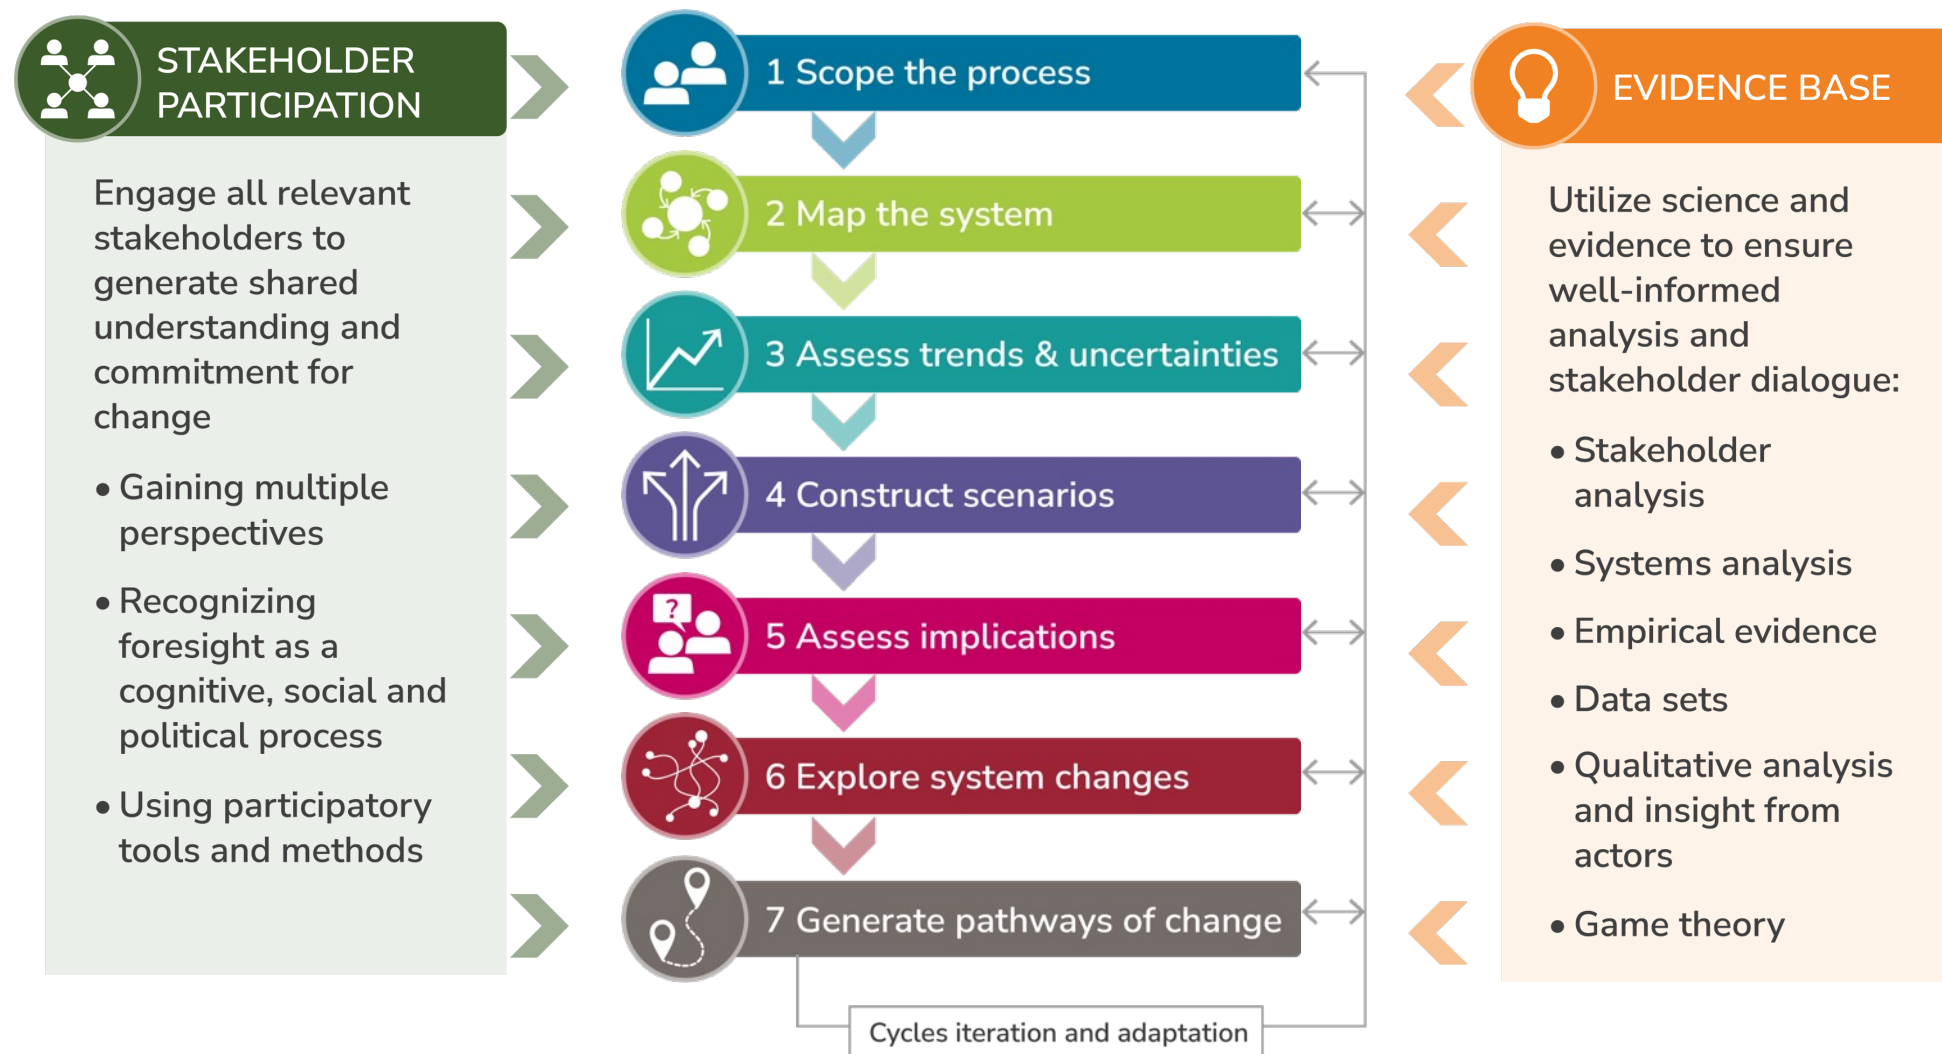 STAKEHOLDER
PARTICIPATION
Engage all relevant
stakeholders to
generate shared
understanding and
commitment for
change
• Gaining multiple
perspectives
• Recognizing
foresight as a
cognitive, social and
political process
• Using participatory
tools and methods
1 Scope the process
2 Map the system
3 Assess trends & uncertainties
4 Construct scenarios
?
5 Assess implications
6 Explore system changes
7 Generate pathways of change
Cycles iteration and adaptation
EVIDENCE BASE
Utilize science and
evidence to ensure
well-informed
analysis and
stakeholder dialogue:
• Stakeholder
analysis
• Systems analysis
• Empirical evidence
• Data sets
• Qualitative analysis
and insight from
actors
• Game theory